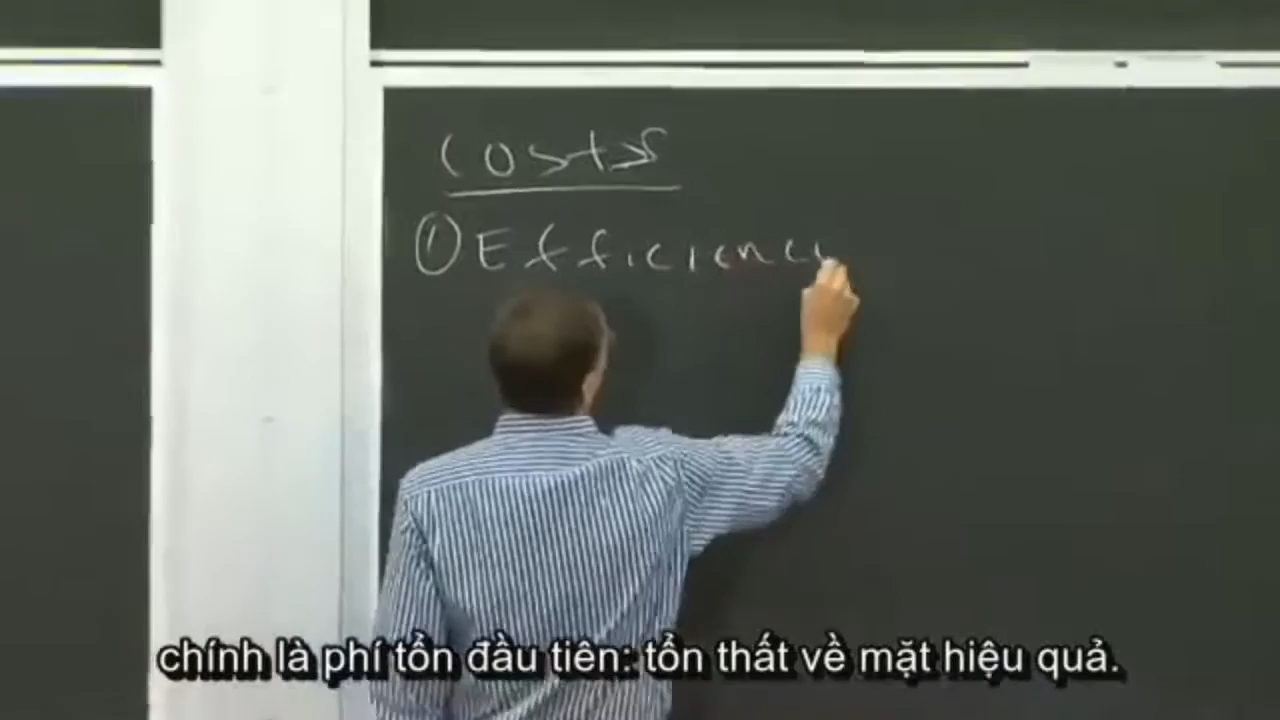 Costs
① Efficiency
chính là phí tổn đầu tiên: tổn thất về mặt hiệu quả.